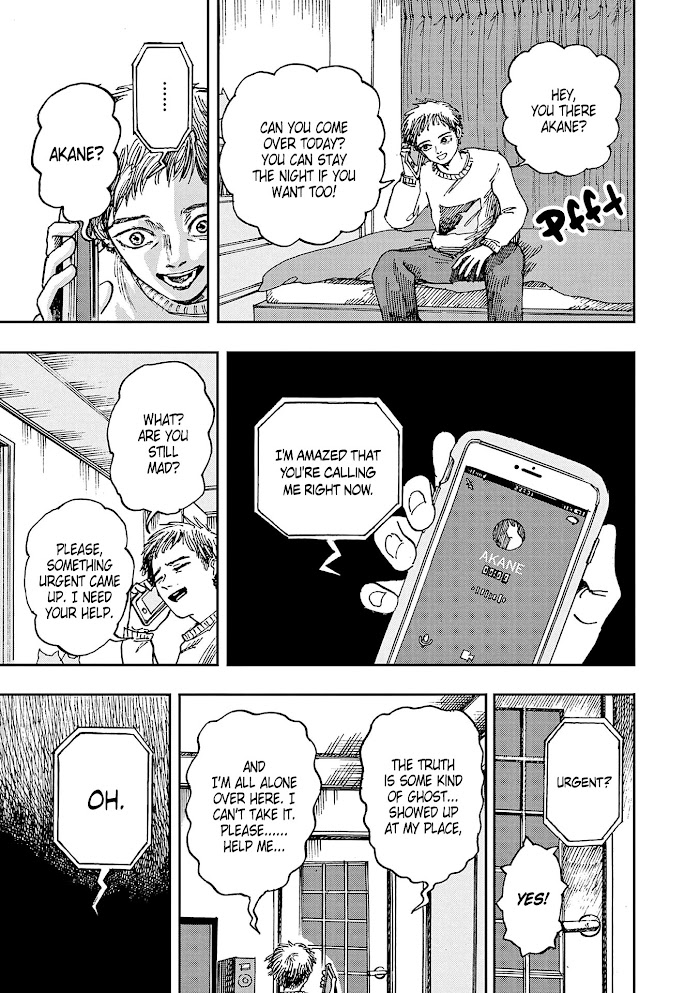 HEY,
YOU THERE
AKANE?
Pfft
CAN YOU COME
OVER TODAY?
YOU CAN STAY
THE NIGHT IF YOU
WANT TOO!
........
AKANE?
I'M AMAZED THAT
YOU'RE CALLING
ME RIGHT NOW.
AKANE
WHAT?
ARE YOU
STILL
MAD?
PLEASE,
SOMETHING
URGENT CAME
UP. I NEED
YOUR HELP.
URGENT?
YES!
THE TRUTH
IS SOME KIND
OF GHOST...
SHOWED UP
AT MY PLACE,
AND
I'M ALL ALONE
OVER HERE. I
CAN'T TAKE IT.
PLEASE......
HELP ME...
OH.